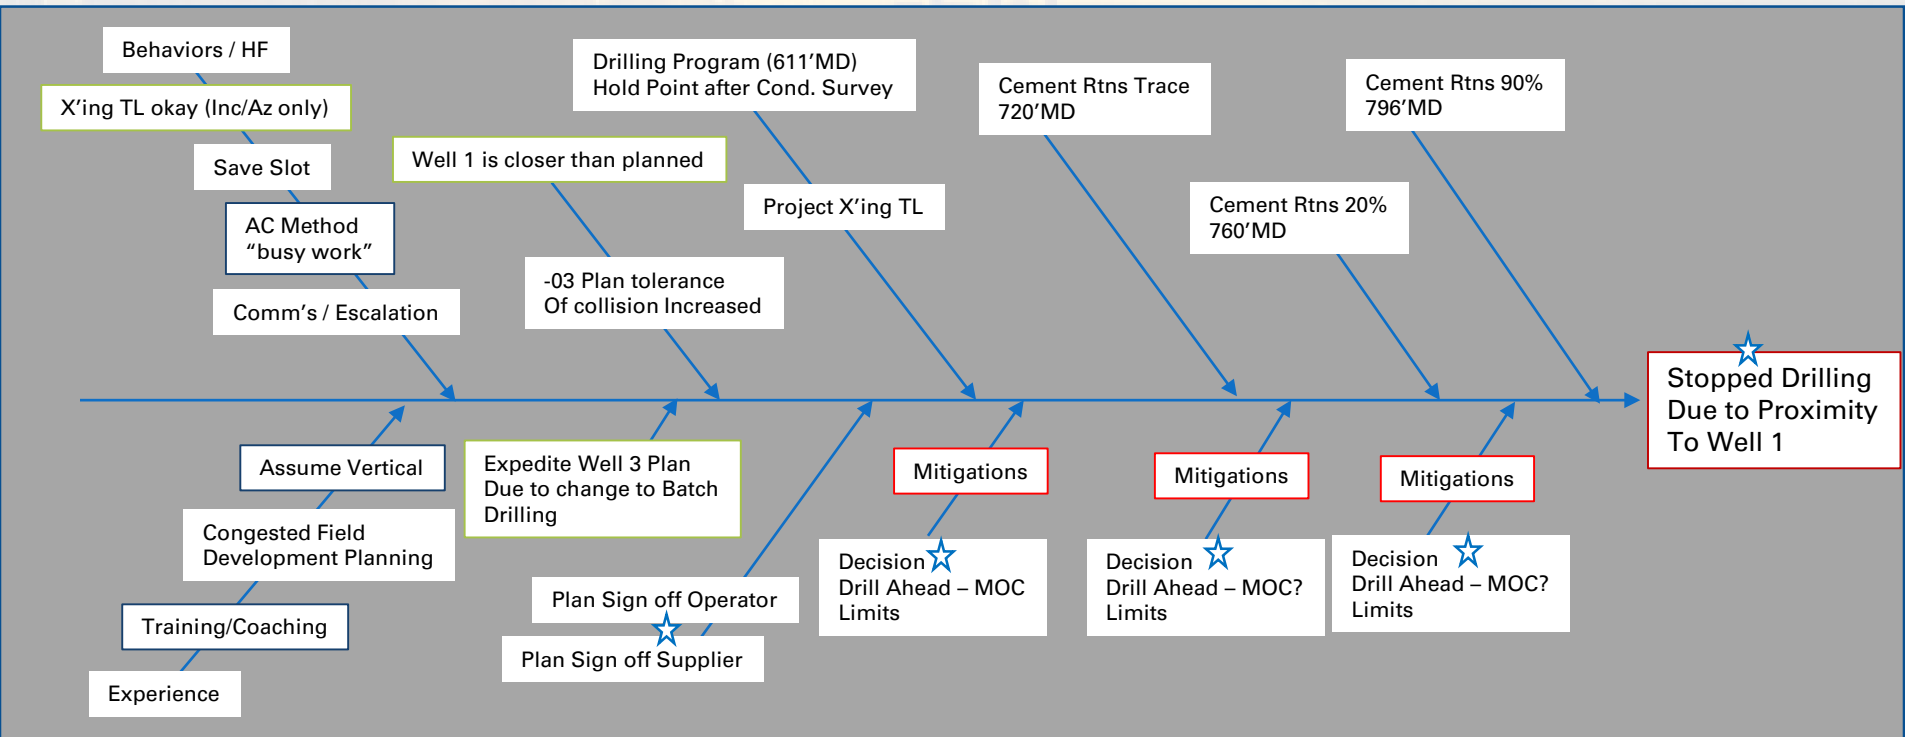 Behaviors / HF
X’ing TL okay (Inc/Az only)
Save Slot
AC Method
“busy work”
Comm’s / Escalation
Well 1 is closer than planned
-03 Plan tolerance
Of collision Increased
Drilling Program (611’MD)
Hold Point after Cond. Survey
Project X’ing TL
Cement Rtns Trace
720’MD
Cement Rtns 20%
760’MD
Cement Rtns 90%
796’MD
Stopped Drilling
Due to Proximity
To Well 1
Assume Vertical
Congested Field
Development Planning
Training/Coaching
Experience
Expedite Well 3 Plan
Due to change to Batch
Drilling
Plan Sign off Operator
Plan Sign off Supplier
Mitigations
Decision
Drill Ahead – MOC
Limits
Mitigations
Decision
Drill Ahead – MOC?
Limits
Mitigations
Decision
Drill Ahead – MOC?
Limits